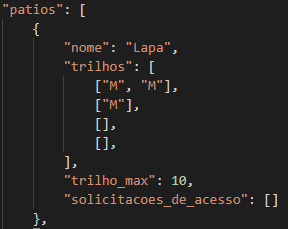 "patios": [
{
"nome": "Lapa",
"trilhos": [
["M", "M"],
["M"],
[],
[],
],
"trilho_max": 10,
"solicitacoes_de_acesso": []
},